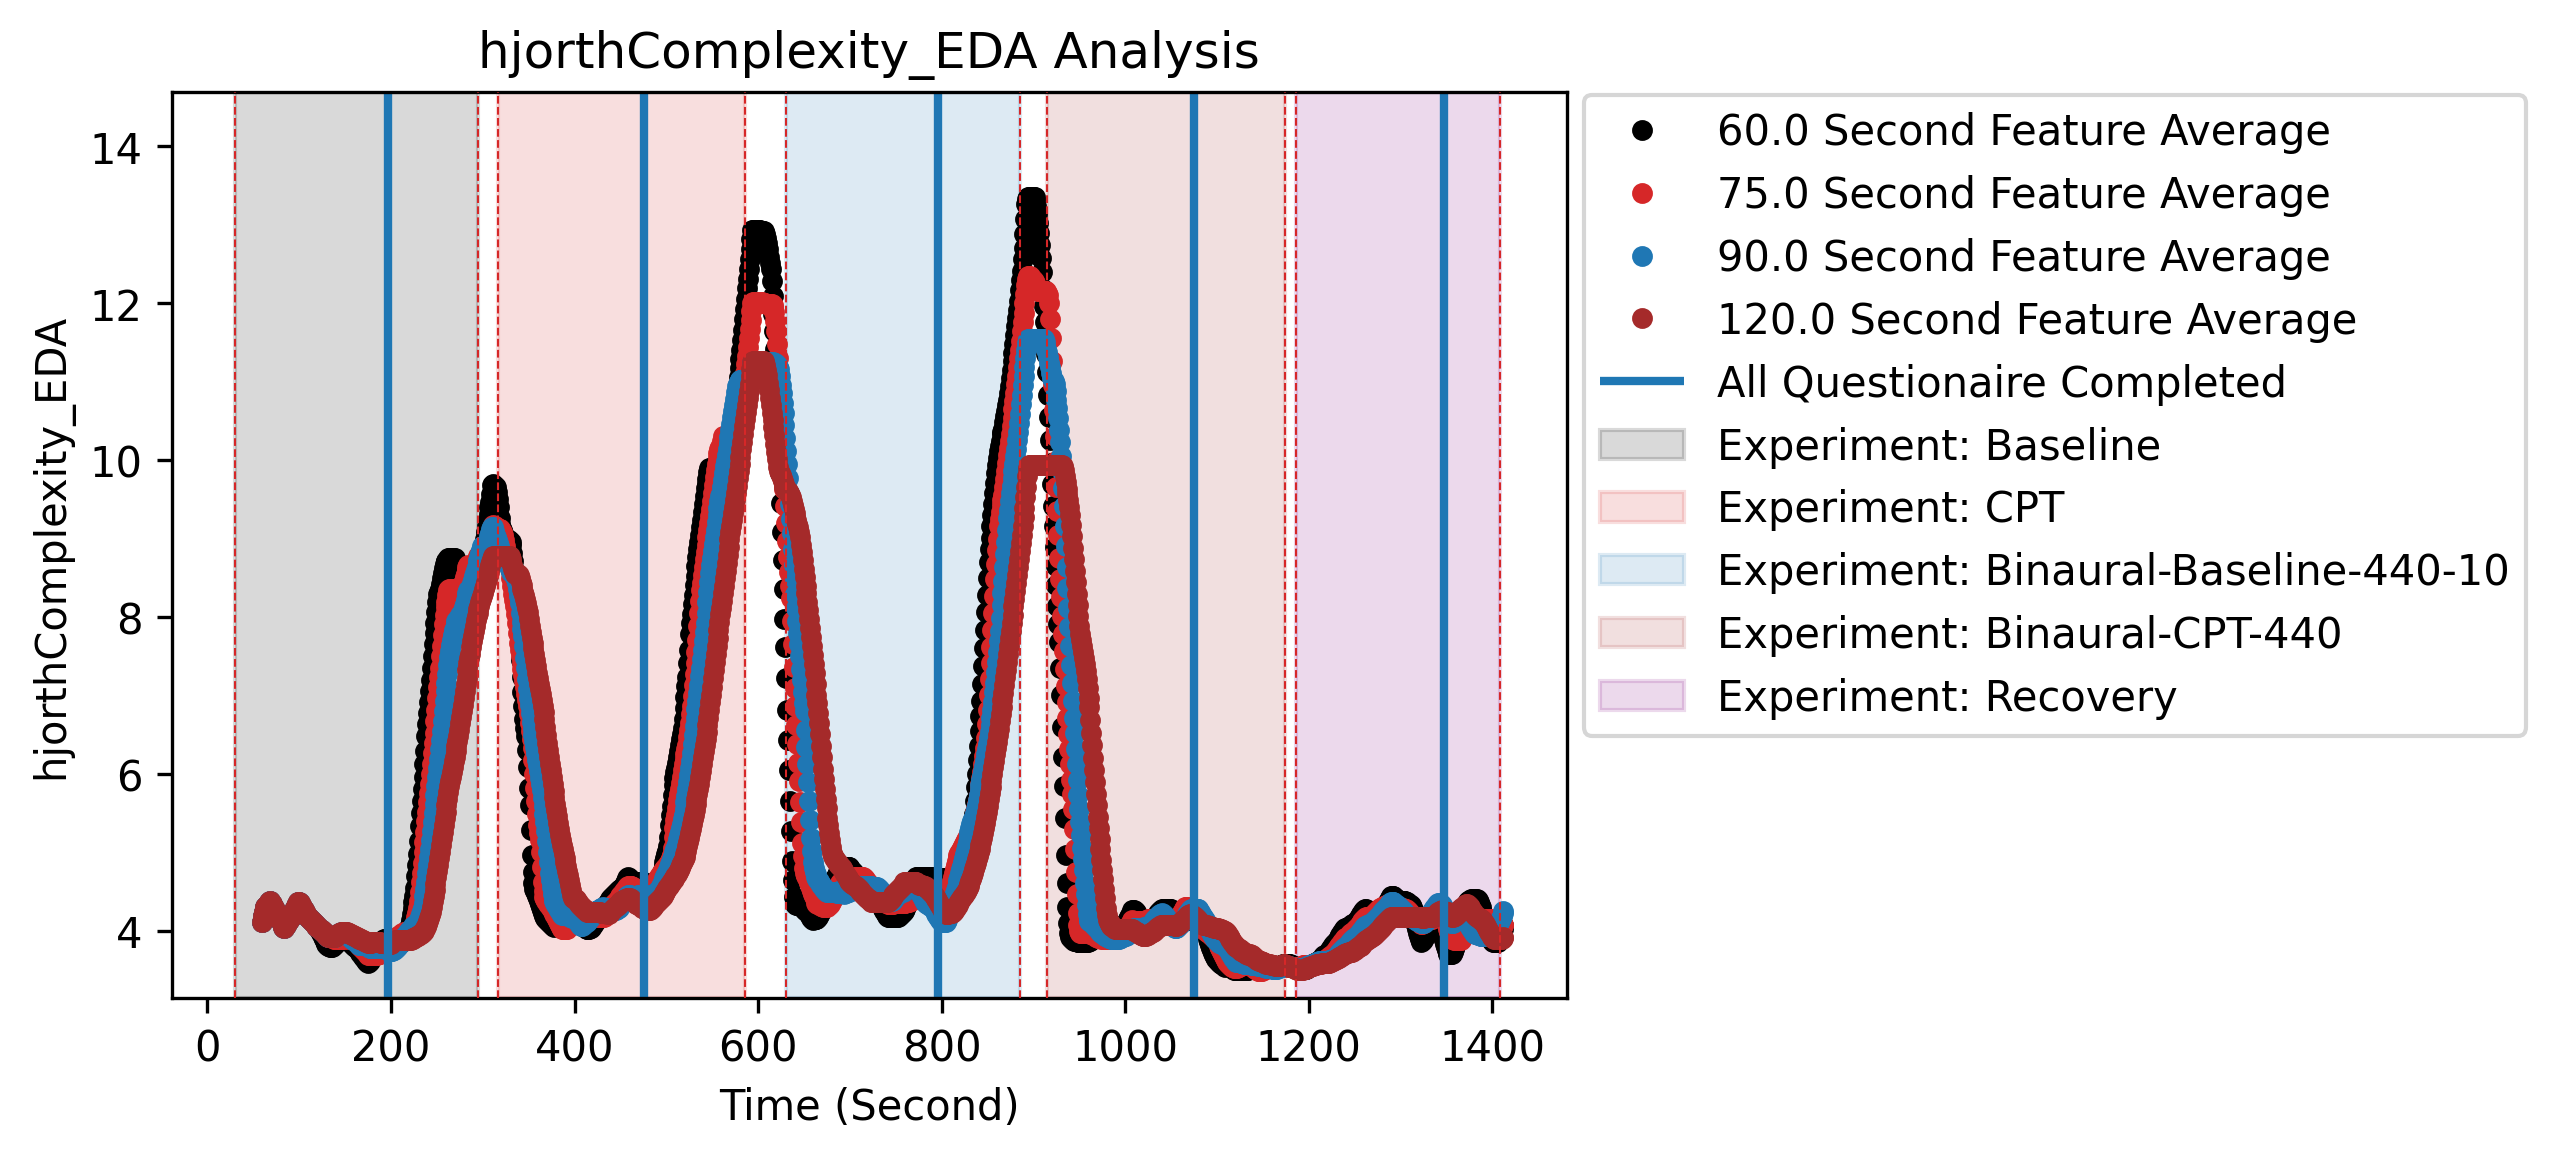 hjorthComplexity_EDA Analysis
hjorthComplexity_EDA
14
12
10
8
6
4
0 200 400 600 800 1000 1200 1400
Time (Second)
60.0 Second Feature Average
75.0 Second Feature Average
90.0 Second Feature Average
120.0 Second Feature Average
All Questionaire Completed
Experiment: Baseline
Experiment: CPT
Experiment: Binaural-Baseline-440-10
Experiment: Binaural-CPT-440
Experiment: Recovery